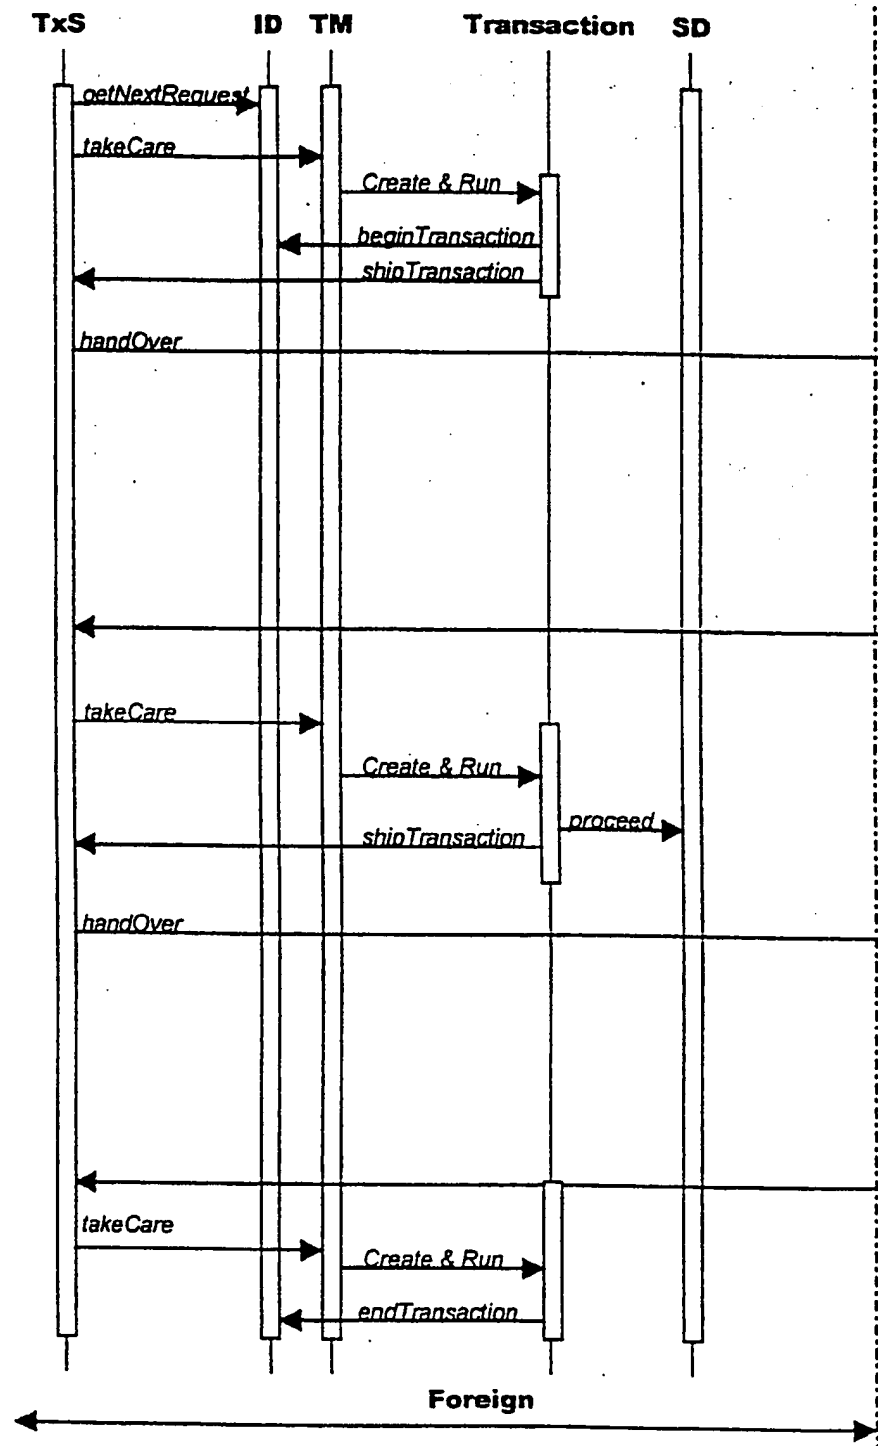 TxS ID TM Transaction SD
getNextRequest
takeCare
Create & Run
beginTransaction
shipTransaction
handOver
takeCare
Create & Run
proceed
shipTransaction
handOver
takeCare
Create & Run
endTransaction
Foreign